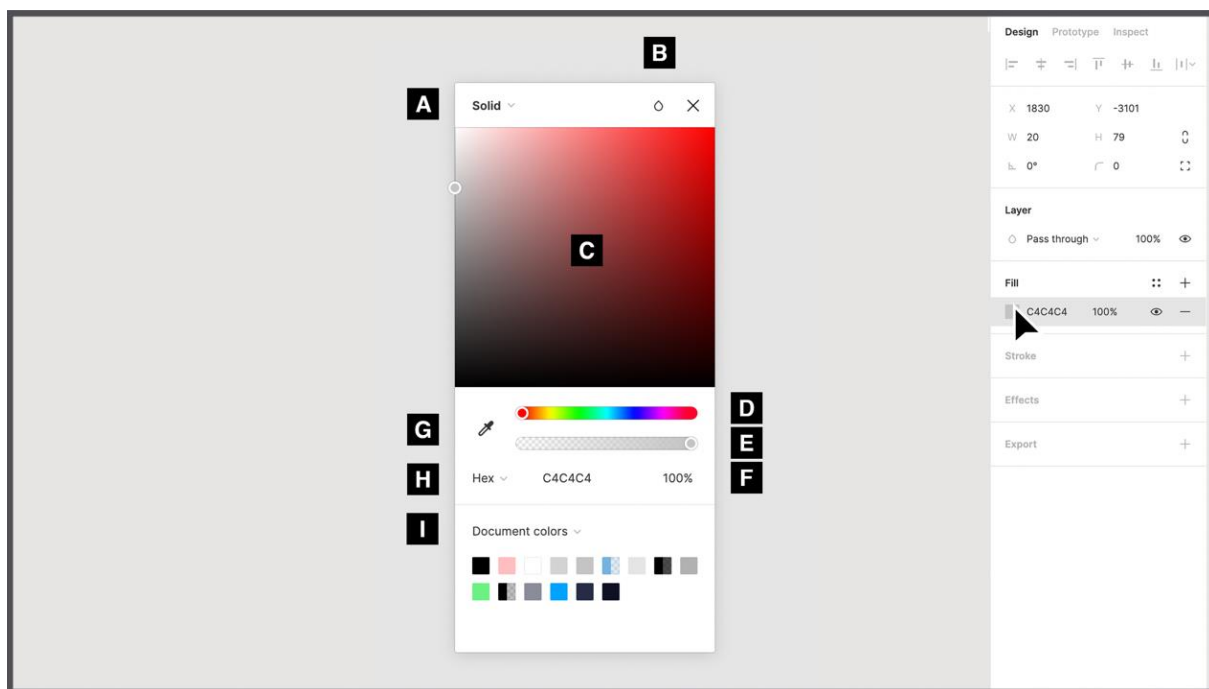 Design Prototype Inspect
B
A
Solid
X 1830 Y -3101
W 20 H 79
0° 0
Layer
C
Pass through 100%
Fill
C4C4C4 100%
Stroke
Effects
D
G
E
Export
H
Hex C4C4C4 100%
F
I
Document colors